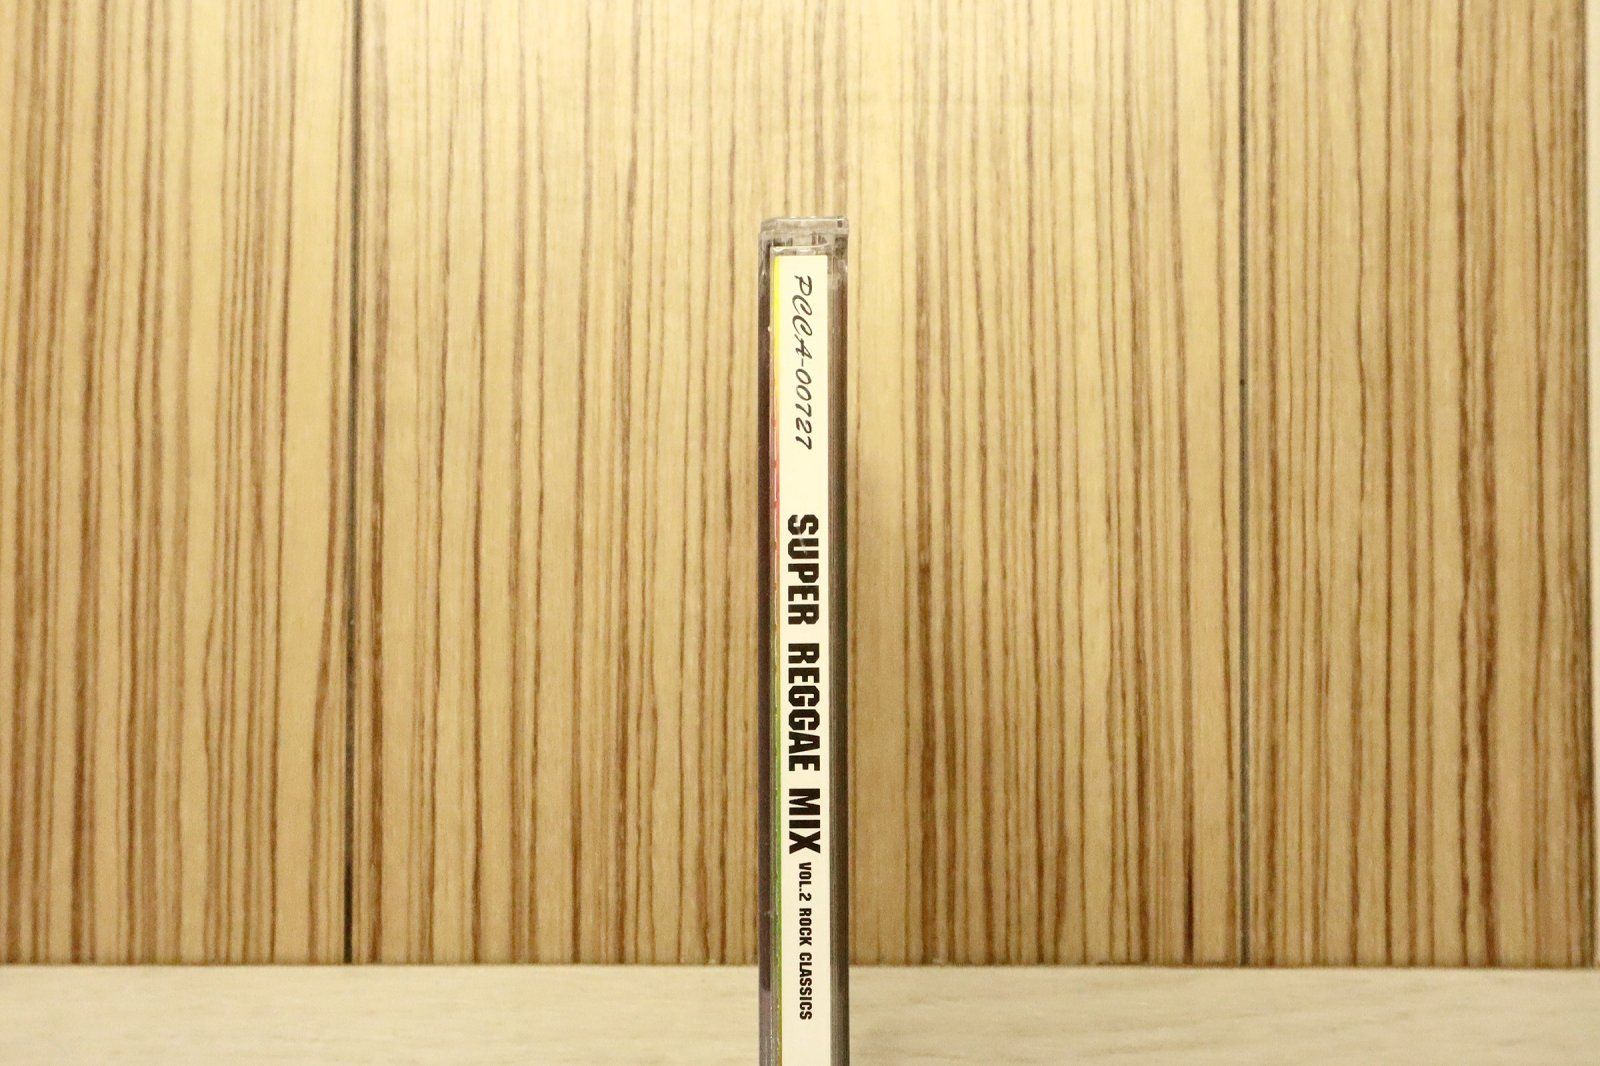 PCCA-00727
SUPER REGGAE MIX VOL.2 ROCK CLASSICS